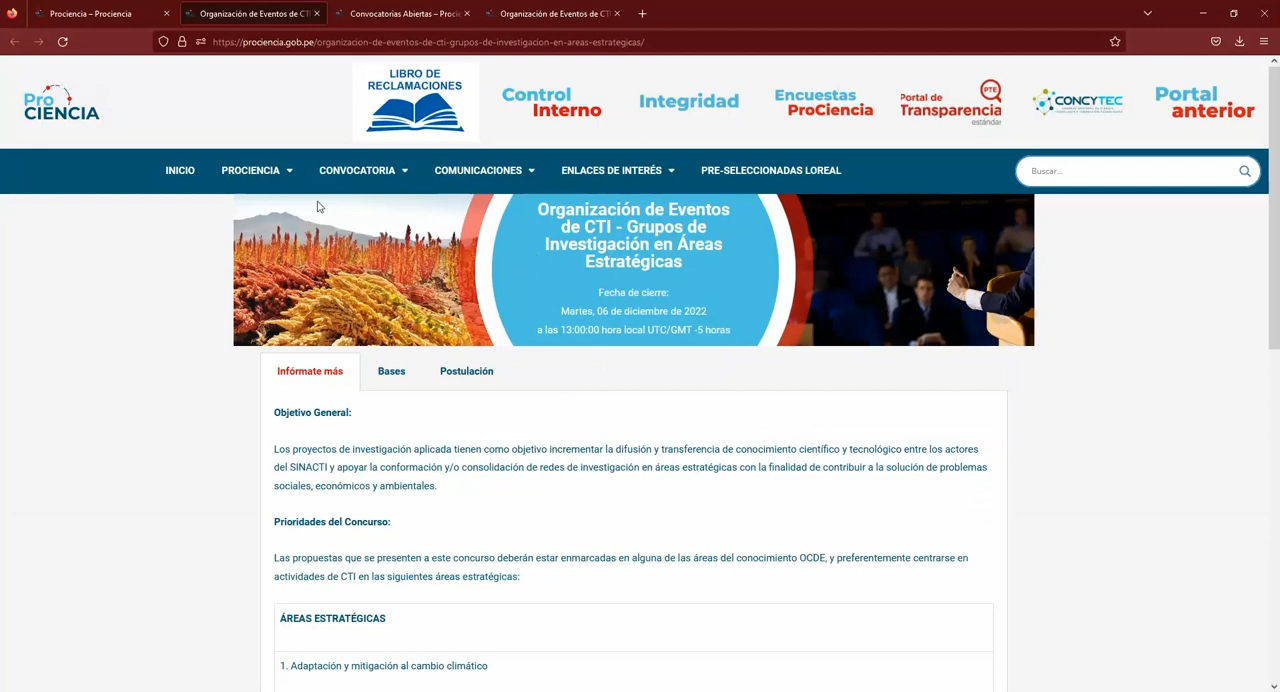 Prociencia – Prociencia
Organización de Eventos de CT
Convocatorias Abiertas – Procie
Organización de Eventos de CT
https://prociencia.gob.pe/organizacion-de-eventos-de-cti-grupos-de-investigacion-en-areas-estrategicas/
Pro
CIENCIA
LIBRO DE
RECLAMACIONES
Control
Interno
Integridad
Encuestas
ProCiencia
Portal de
Transparencia
estándar
PTE
CONCYTEC
Portal
anterior
INICIO
PROCIENCIA
CONVOCATORIA
COMUNICACIONES
ENLACES DE INTERÉS
PRE-SELECCIONADAS LOREAL
Buscar...
Organización de Eventos
de CTI - Grupos de
Investigación en Áreas
Estratégicas
Fecha de cierre:
Martes, 06 de diciembre de 2022
a las 13:00:00 hora local UTC/GMT -5 horas
Infórmate más
Bases
Postulación
Objetivo General:
Los proyectos de investigación aplicada tienen como objetivo incrementar la difusión y transferencia de conocimiento científico y tecnológico entre los actores
del SINACTI y apoyar la conformación y/o consolidación de redes de investigación en áreas estratégicas con la finalidad de contribuir a la solución de problemas
sociales, económicos y ambientales.
Prioridades del Concurso:
Las propuestas que se presenten a este concurso deberán estar enmarcadas en alguna de las áreas del conocimiento OCDE, y preferentemente centrarse en
actividades de CTI en las siguientes áreas estratégicas:
ÁREAS ESTRATÉGICAS
1. Adaptación y mitigación al cambio climático